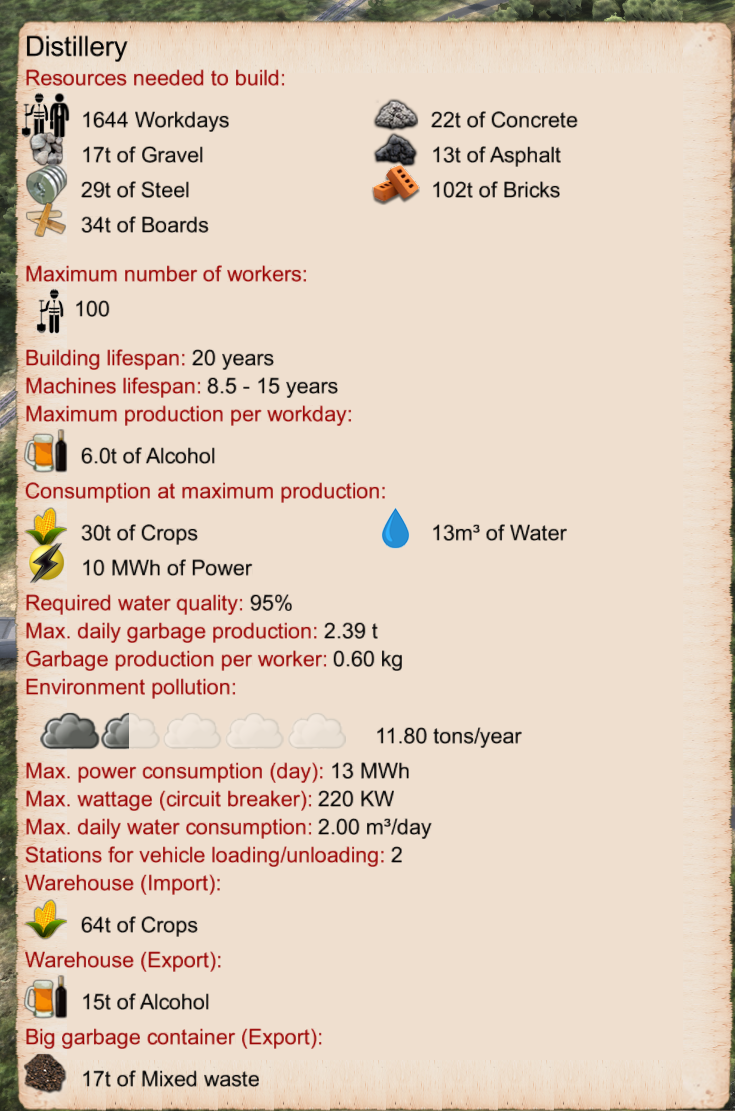 Distillery
Resources needed to build:
1644 Workdays 22t of Concrete
17t of Gravel 13t of Asphalt
29t of Steel 102t of Bricks
34t of Boards
Maximum number of workers:
100
Building lifespan: 20 years
Machines lifespan: 8.5 - 15 years
Maximum production per workday:
6.0t of Alcohol
Consumption at maximum production:
30t of Crops 13m³ of Water
10 MWh of Power
Required water quality: 95%
Max. daily garbage production: 2.39 t
Garbage production per worker: 0.60 kg
Environment pollution:
11.80 tons/year
Max. power consumption (day): 13 MWh
Max. wattage (circuit breaker): 220 KW
Max. daily water consumption: 2.00 m³/day
Stations for vehicle loading/unloading: 2
Warehouse (Import):
64t of Crops
Warehouse (Export):
15t of Alcohol
Big garbage container (Export):
17t of Mixed waste